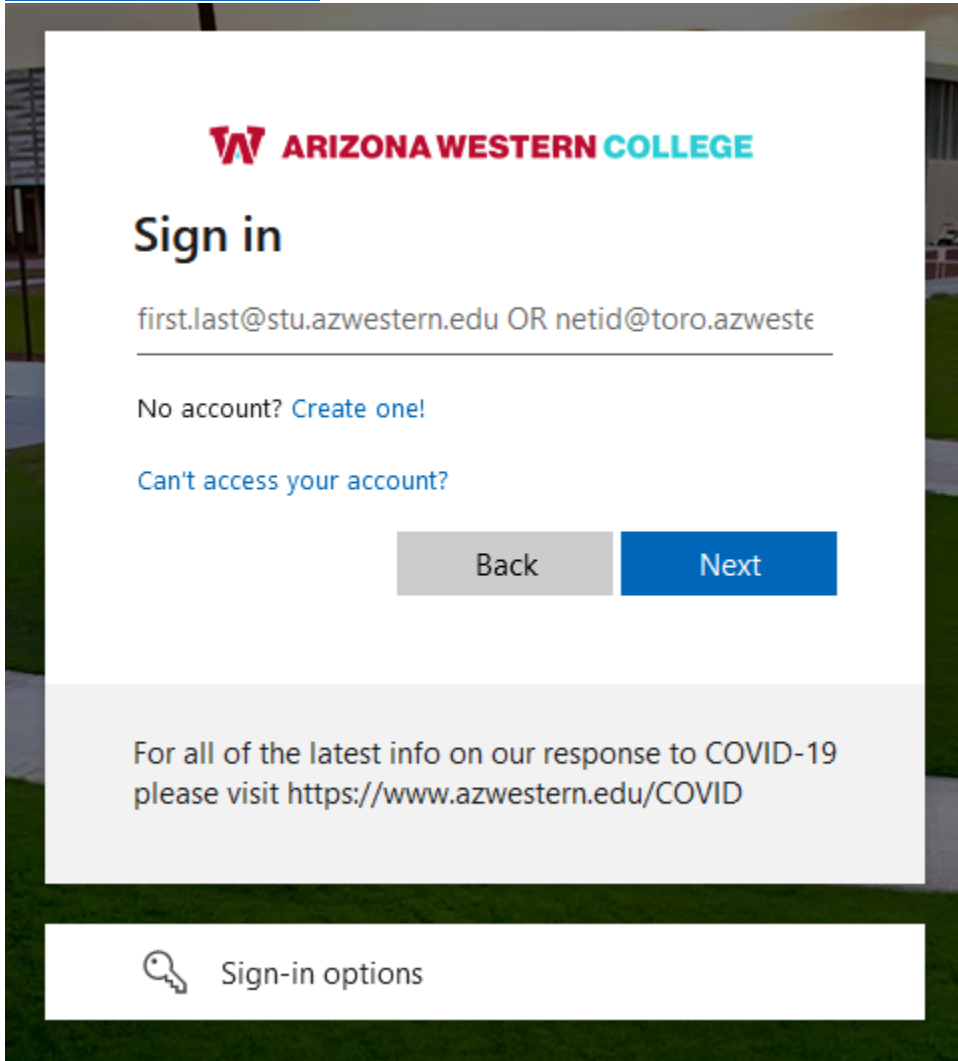 ARIZONA WESTERN COLLEGE
Sign in
first.last@stu.azwestern.edu OR netid@toro.azweste
No account? Create one!
Can't access your account?
Back Next
For all of the latest info on our response to COVID-19
please visit https://www.azwestern.edu/COVID
Sign-in options